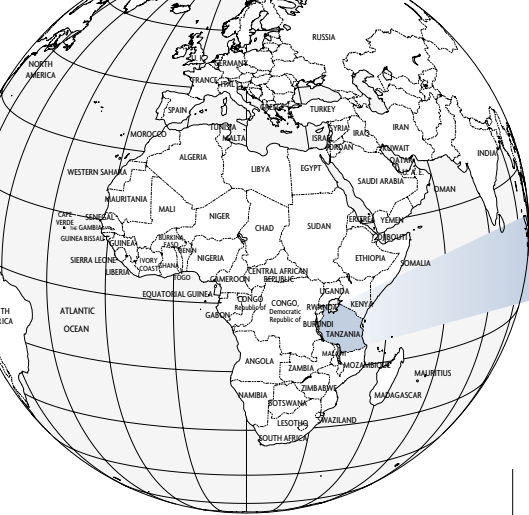 RUSSIA
NORTH
AMERICA
U. K.
GERMANY
FRANCE
ITALY
SPAIN
GREECE
TURKEY
TUNISIA
MALTA
SYRIA
ISRAEL
JORDAN
IRAQ
IRAN
KUWAIT
QATAR
U. A. E.
INDIA
MOROCCO
ALGERIA
LIBYA
EGYPT
SAUDI ARABIA
OMAN
WESTERN SAHARA
MAURITANIA
MALI
NIGER
CHAD
SUDAN
ERITREA
YEMEN
DJIBOUTI
CAPE
VERDE
SENEGAL
THE GAMBIA
GUINEA BISSAU
GUINEA
SIERRA LEONE
LIBERIA
IVORY
COAST
BURKINA
FASO
GHANA
BENIN
TOGO
NIGERIA
CAMEROON
CENTRAL AFRICAN
REPUBLIC
ETHIOPIA
SOMALIA
EQUATORIAL GUINEA
GABON
CONGO
Republic of
CONGO,
Democratic
Republic of
UGANDA
KENYA
RWANDA
BURUNDI
TANZANIA
ATLANTIC
OCEAN
TH
RICA
ANGOLA
ZAMBIA
MALAWI
MOZAMBIQUE
ZIMBABWE
NAMIBIA
BOTSWANA
MADAGASCAR
MAURITIUS
SWAZILAND
LESOTHO
SOUTH AFRICA